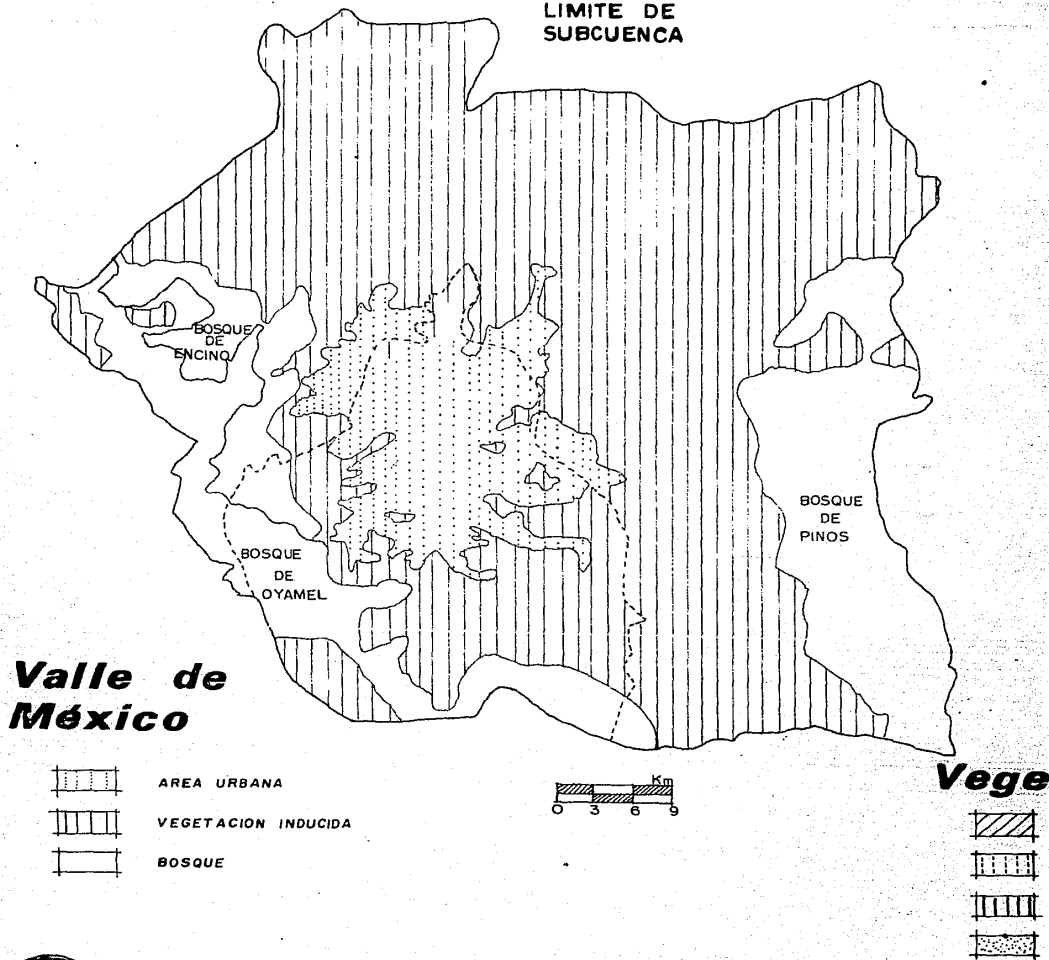 LIMITE DE
SUBCUENCA
BOSQUE
DE
ENCINO
BOSQUE
DE
PINOS
BOSQUE
DE
OYAMEL
Valle de
México
AREA URBANA
VEGETACION INDUCIDA
BOSQUE
Km
0 3 6 9
Vege